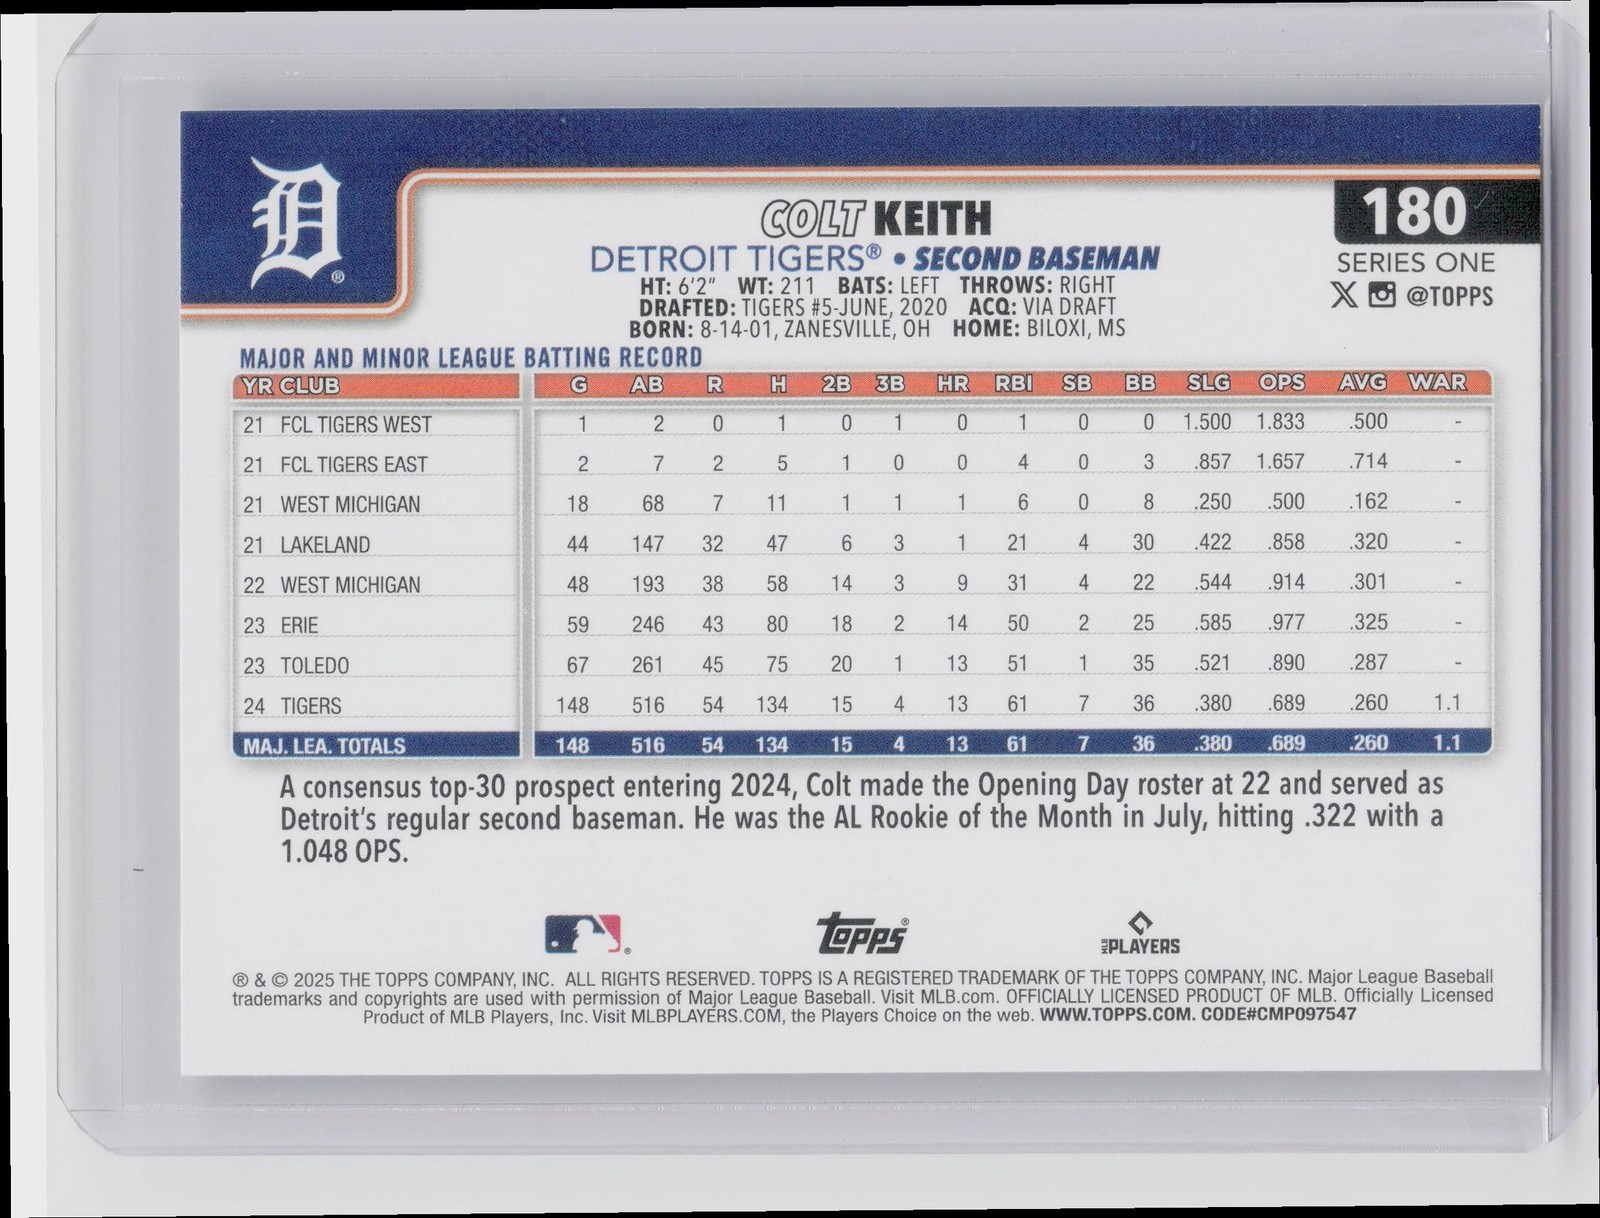 D®
COLT KEITH
180
DETROIT TIGERS® • SECOND BASEMAN
SERIES ONE
HT: 6'2" WT: 211 BATS: LEFT THROWS: RIGHT
@TOPPS
DRAFTED: TIGERS #5-JUNE, 2020 ACQ: VIA DRAFT
BORN: 8-14-01, ZANESVILLE, OH HOME: BILOXI, MS
MAJOR AND MINOR LEAGUE BATTING RECORD
YR CLUB G AB R H 2B 3B HR RBI SB BB SLG OPS AVG WAR
21 FCL TIGERS WEST 1 2 0 1 0 1 0 1 0 0 1.500 1.833 .500 -
21 FCL TIGERS EAST 2 7 2 5 1 0 0 4 0 3 .857 1.657 .714 -
21 WEST MICHIGAN 18 68 7 11 1 1 1 6 0 8 .250 .500 .162 -
21 LAKELAND 44 147 32 47 6 3 1 21 4 30 .422 .858 .320 -
22 WEST MICHIGAN 48 193 38 58 14 3 9 31 4 22 .544 .914 .301 -
23 ERIE 59 246 43 80 18 2 14 50 2 25 .585 .977 .325 -
23 TOLEDO 67 261 45 75 20 1 13 51 1 35 .521 .890 .287 -
24 TIGERS 148 516 54 134 15 4 13 61 7 36 .380 .689 .260 1.1
MAJ. LEA. TOTALS 148 516 54 134 15 4 13 61 7 36 .380 .689 .260 1.1
A consensus top-30 prospect entering 2024, Colt made the Opening Day roster at 22 and served as
Detroit's regular second baseman. He was the AL Rookie of the Month in July, hitting .322 with a
1.048 OPS.
® topps® MLB PLAYERS
® & © 2025 THE TOPPS COMPANY, INC. ALL RIGHTS RESERVED. TOPPS IS A REGISTERED TRADEMARK OF THE TOPPS COMPANY, INC. Major League Baseball
trademarks and copyrights are used with permission of Major League Baseball. Visit MLB.com. OFFICIALLY LICENSED PRODUCT OF MLB. Officially Licensed
Product of MLB Players, Inc. Visit MLBPLAYERS.COM, the Players Choice on the web. WWW.TOPPS.COM. CODE#CMP097547